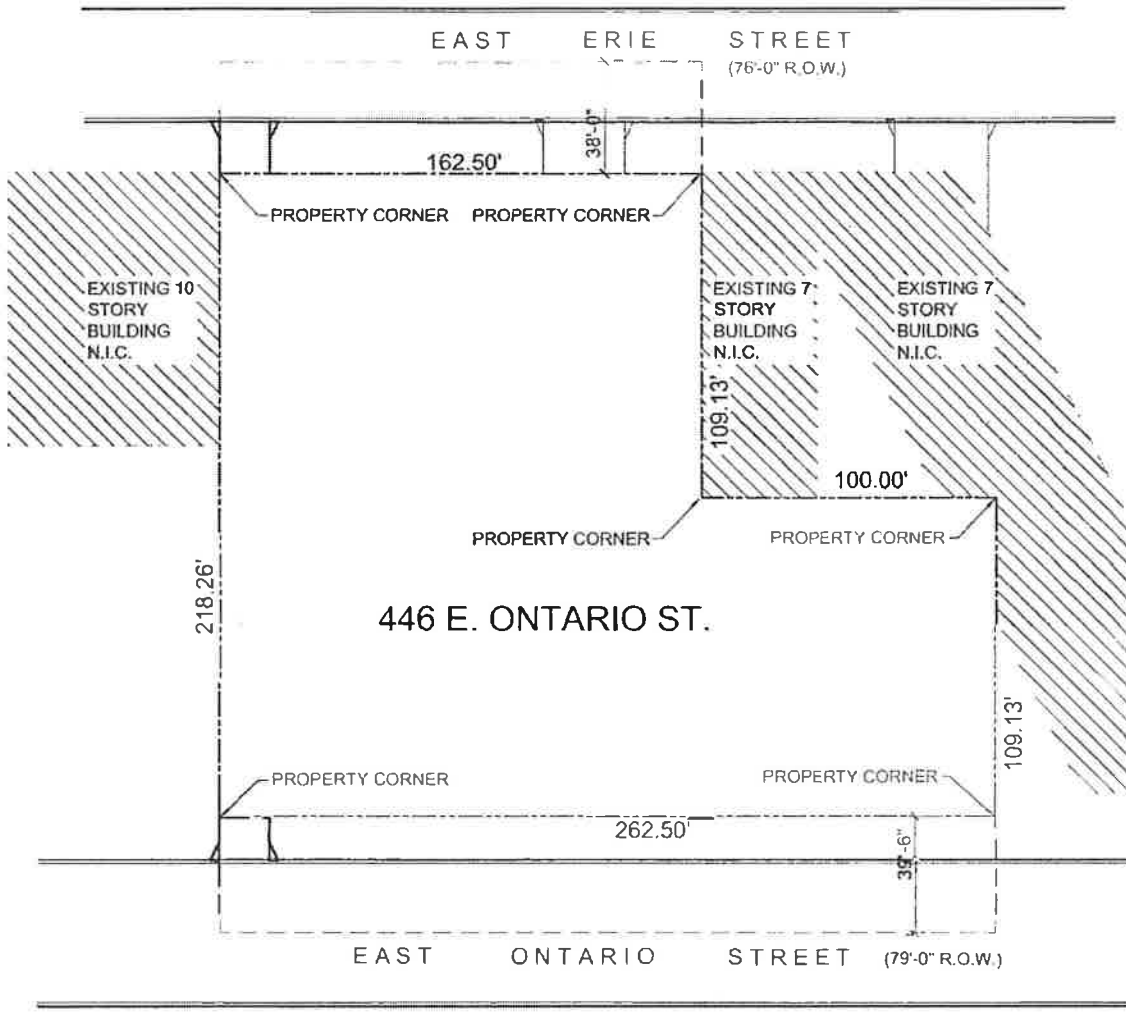 EAST ERIE STREET
(76'-0" R.O.W.)
38'-0"
162.50'
PROPERTY CORNER
PROPERTY CORNER
EXISTING 10
STORY
BUILDING
N.I.C.
EXISTING 7
STORY
BUILDING
N.I.C.
EXISTING 7
STORY
BUILDING
N.I.C.
109.13'
100.00'
PROPERTY CORNER
PROPERTY CORNER
218.26'
446 E. ONTARIO ST.
109.13'
PROPERTY CORNER
PROPERTY CORNER
262.50'
39'-6"
EAST ONTARIO STREET
(79'-0" R.O.W.)